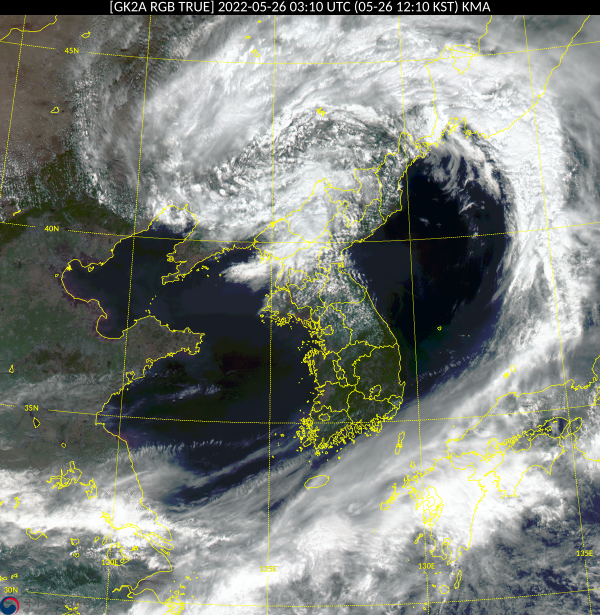 [GK2A RGB TRUE] 2022-05-26 03:10 UTC (05-26 12:10 KST) KMA
45N
40N
35N
120E
125E
130E
135E
30N